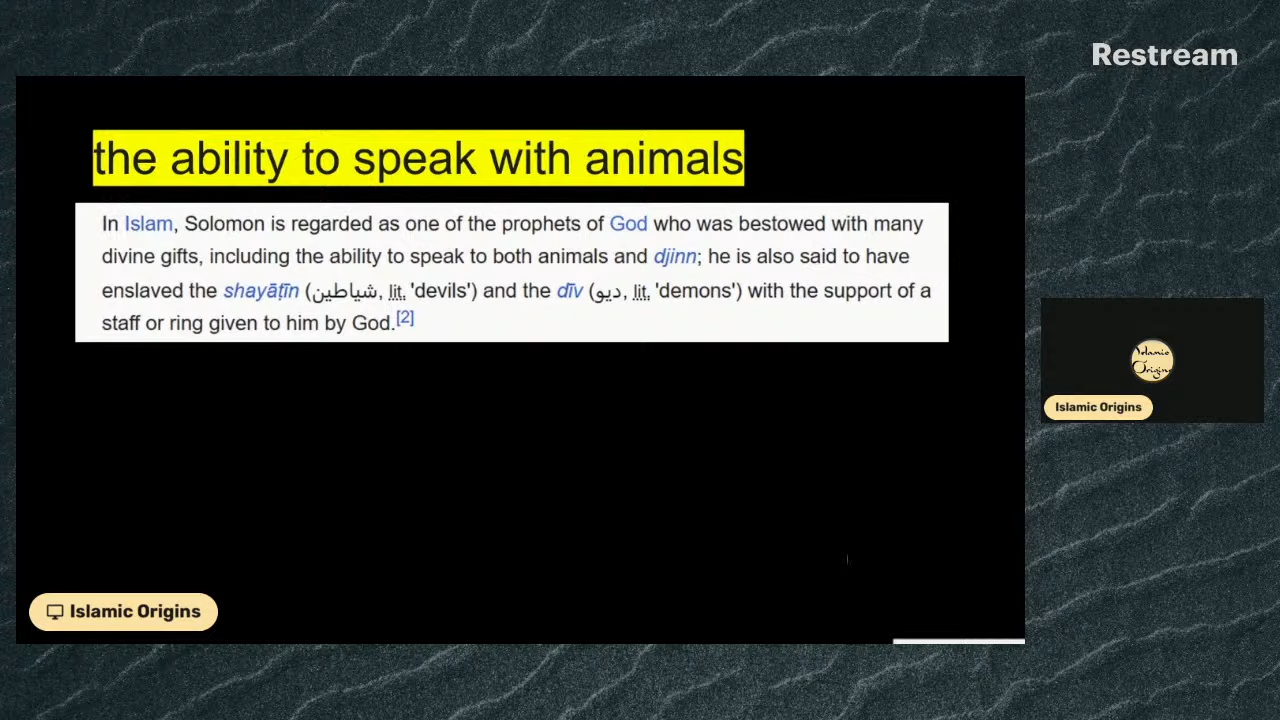 Restream
the ability to speak with animals
In Islam, Solomon is regarded as one of the prophets of God who was bestowed with many
divine gifts, including the ability to speak to both animals and djinn; he is also said to have
enslaved the shayāṭīn (شياطين, lit. 'devils') and the dīv (ديو, lit. 'demons') with the support of a
staff or ring given to him by God.[2]
Islamic Origins
Islamic
Origins
Islamic Origins